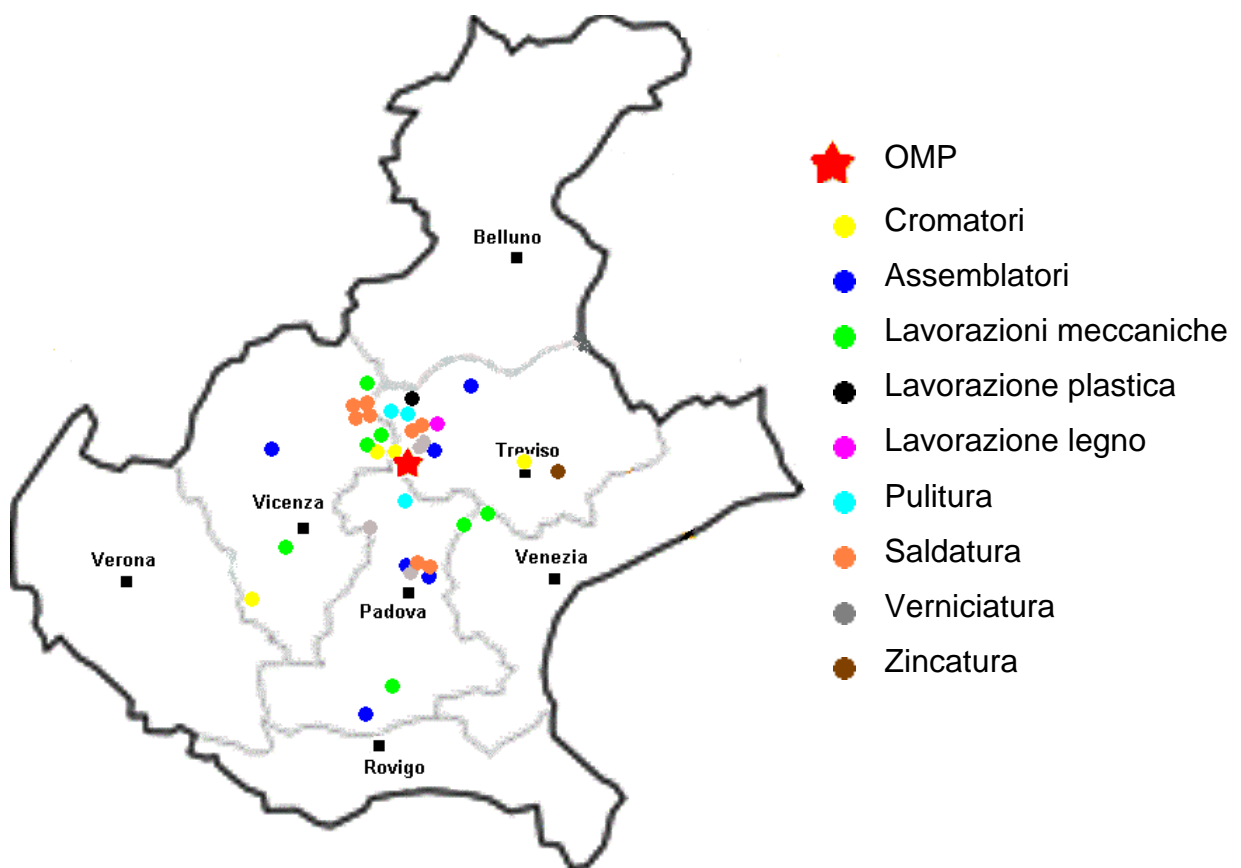 Belluno
Treviso
Vicenza
Verona
Venezia
Padova
Rovigo
OMP
Cromatori
Assemblatori
Lavorazioni meccaniche
Lavorazione plastica
Lavorazione legno
Pulitura
Saldatura
Verniciatura
Zincatura